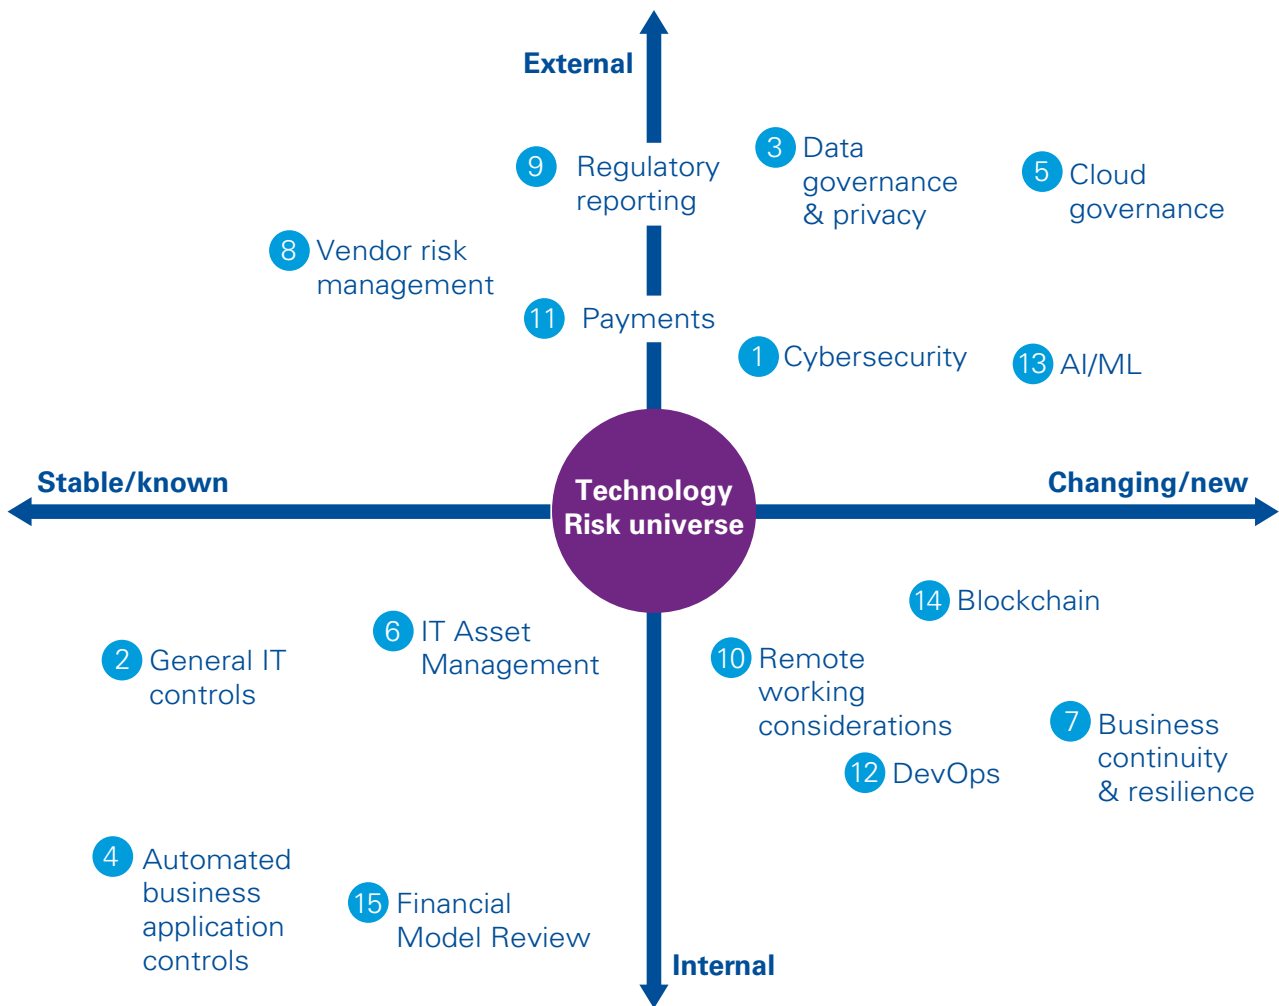 External
9 Regulatory
reporting
3 Data
governance
& privacy
5 Cloud
governance
8 Vendor risk
management
11 Payments
1 Cybersecurity
13 AI/ML
Stable/known
Technology
Risk universe
Changing/new
2 General IT
controls
6 IT Asset
Management
14 Blockchain
10 Remote
working
considerations
7 Business
continuity
& resilience
12 DevOps
4 Automated
business
application
controls
15 Financial
Model Review
Internal